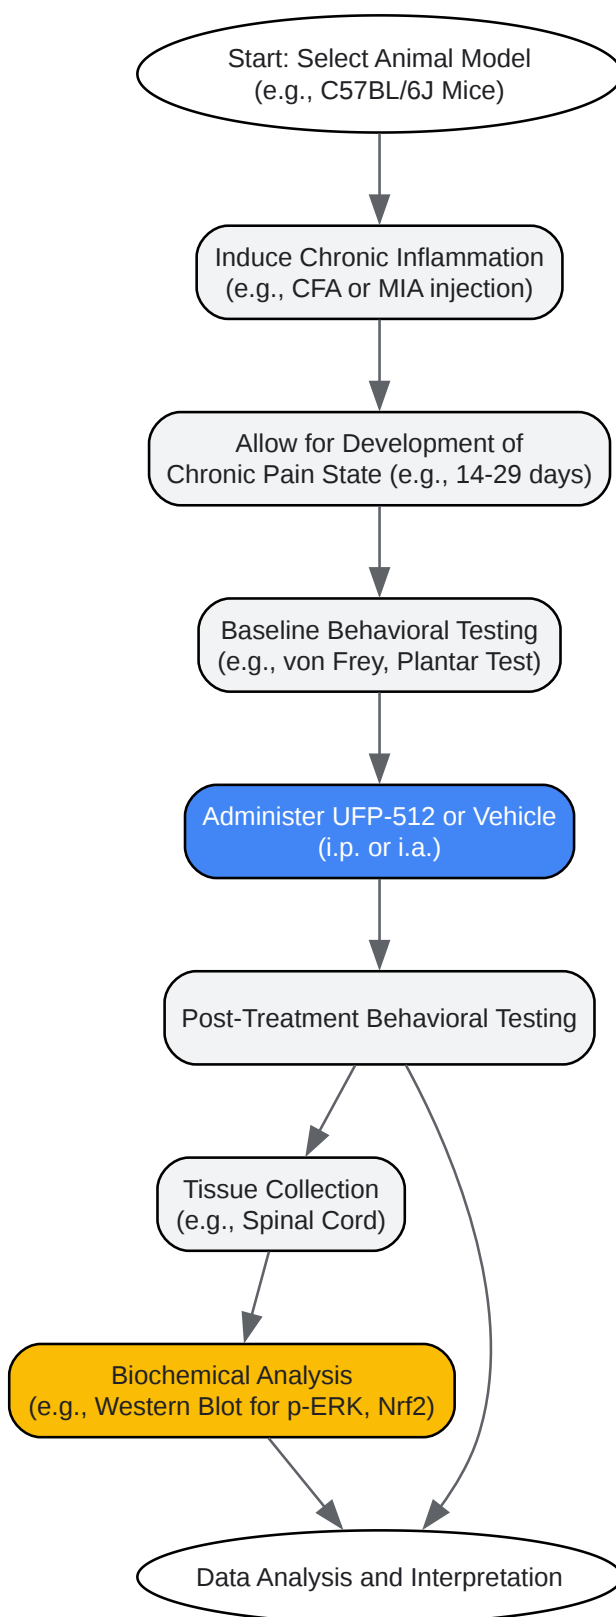 Start: Select Animal Model
(e.g., C57BL/6J Mice)
Induce Chronic Inflammation
(e.g., CFA or MIA injection)
Allow for Development of
Chronic Pain State (e.g., 14-29 days)
Baseline Behavioral Testing
(e.g., von Frey, Plantar Test)
Administer UFP-512 or Vehicle
(i.p. or i.a.)
Post-Treatment Behavioral Testing
Tissue Collection
(e.g., Spinal Cord)
Biochemical Analysis
(e.g., Western Blot for p-ERK, Nrf2)
Data Analysis and Interpretation